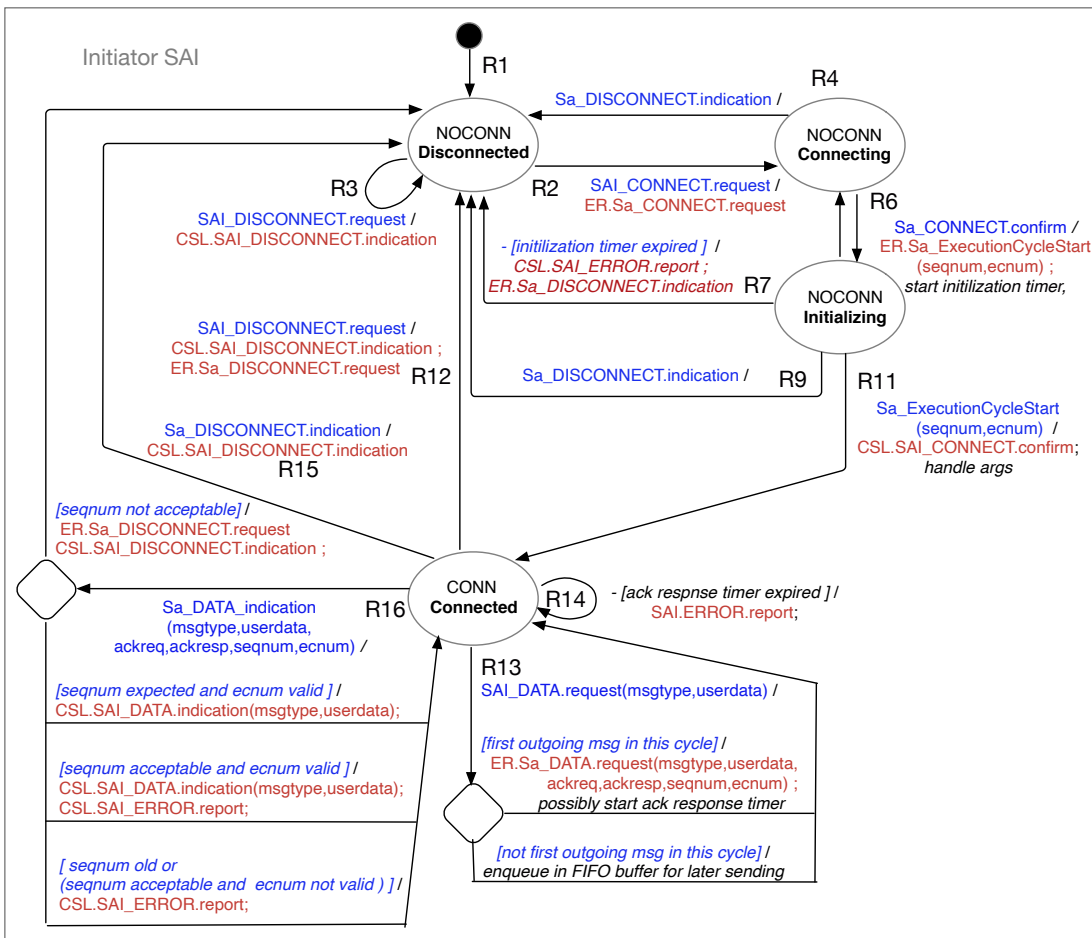 Initiator SAI
R1
R4
Sa_DISCONNECT.indication /
NOCONN
Disconnected
NOCONN
Connecting
R3
R2
SAI_CONNECT.request /
ER.Sa_CONNECT.request
R6
SAI_DISCONNECT.request /
CSL.SAI_DISCONNECT.indication
Sa_CONNECT.confirm /
ER.Sa_ExecutionCycleStart
(seqnum,ecnum) ;
start initilization timer,
- [initilization timer expired ] /
CSL.SAI_ERROR.report ;
ER.Sa_DISCONNECT.indication
R7
NOCONN
Initializing
SAI_DISCONNECT.request /
CSL.SAI_DISCONNECT.indication ;
ER.Sa_DISCONNECT.request
R12
Sa_DISCONNECT.indication /
R9
R11
Sa_ExecutionCycleStart
(seqnum,ecnum) /
CSL.SAI_CONNECT.confirm;
handle args
Sa_DISCONNECT.indication /
CSL.SAI_DISCONNECT.indication
R15
[seqnum not acceptable] /
ER.Sa_DISCONNECT.request
CSL.SAI_DISCONNECT.indication ;
CONN
Connected
R14
- [ack respnse timer expired ] /
SAI.ERROR.report;
R16
Sa_DATA_indication
(msgtype,userdata,
ackreq,ackresp,seqnum,ecnum) /
R13
SAI_DATA.request(msgtype,userdata) /
[seqnum expected and ecnum valid ] /
CSL.SAI_DATA.indication(msgtype,userdata);
[first outgoing msg in this cycle] /
ER.Sa_DATA.request(msgtype,userdata,
ackreq,ackresp,seqnum,ecnum) ;
possibly start ack response timer
[seqnum acceptable and ecnum valid ] /
CSL.SAI_DATA.indication(msgtype,userdata);
CSL.SAI_ERROR.report;
[not first outgoing msg in this cycle] /
enqueue in FIFO buffer for later sending
[ seqnum old or
(seqnum acceptable and ecnum not valid ) ] /
CSL.SAI_ERROR.report;